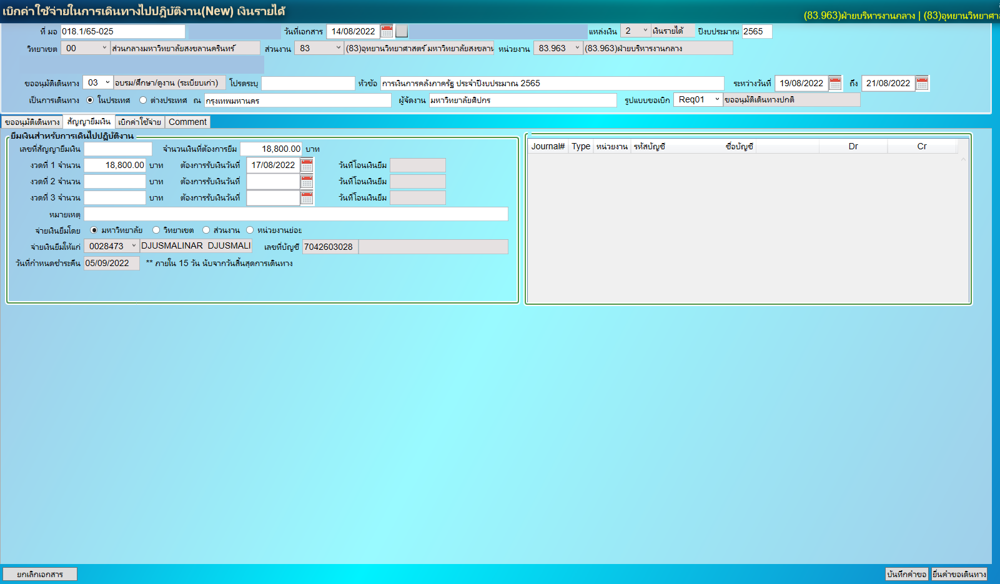 เบิกค่าใช้จ่ายในการเดินทางไปปฏิบัติงาน(New) เงินรายได้
(83.963)ฝ่ายบริหารงานกลาง | (83)อุทยานวิทยาศา
ที่ มอ 018.1/65-025 วันที่เอกสาร 14/08/2022 แหล่งเงิน 2 เงินรายได้ ปีงบประมาณ 2565
วิทยาเขต 00 ส่วนกลางมหาวิทยาลัยสงขลานครินทร์ ส่วนงาน 83 (83)อุทยานวิทยาศาสตร์ มหาวิทยาลัยสงขลาน หน่วยงาน 83.963 (83.963)ฝ่ายบริหารงานกลาง
ขออนุมัติเดินทาง 03 อบรม/ศึกษา/ดูงาน (ระเบียบเก่า) โปรดระบุ หัวข้อ การเงินการคลังภาครัฐ ประจำปีงบประมาณ 2565 ระหว่างวันที่ 19/08/2022 ถึง 21/08/2022
เป็นการเดินทาง ในประเทศ ต่างประเทศ ณ กรุงเทพมหานคร ผู้จัดงาน มหาวิทยาลัยศิปกร รูปแบบขอเบิก Req01 ขออนุมัติเดินทางปกติ
ขออนุมัติเดินทาง สัญญายืมเงิน เบิกค่าใช้จ่าย Comment
ยืมเงินสำหรับการเดินไปปฏิบัติงาน
เลขที่สัญญายืมเงิน จำนวนเงินที่ต้องการยืม 18,800.00 บาท
งวดที่ 1 จำนวน 18,800.00 บาท ต้องการรับเงินวันที่ 17/08/2022 วันที่โอนเงินยืม
งวดที่ 2 จำนวน บาท ต้องการรับเงินวันที่ วันที่โอนเงินยืม
งวดที่ 3 จำนวน บาท ต้องการรับเงินวันที่ วันที่โอนเงินยืม
หมายเหตุ
จ่ายเงินยืมโดย มหาวิทยาลัย วิทยาเขต ส่วนงาน หน่วยงานย่อย
จ่ายเงินยืมให้แก่ 0028473 DJUSMALINAR DJUSMALI เลขที่บัญชี 7042603028
วันที่กำหนดชำระคืน 05/09/2022 ** ภายใน 15 วัน นับจากวันสิ้นสุดการเดินทาง
Journal# Type หน่วยงาน รหัสบัญชี ชื่อบัญชี Dr Cr
ยกเลิกเอกสาร บันทึกคำขอ ยื่นคำขอเดินทาง